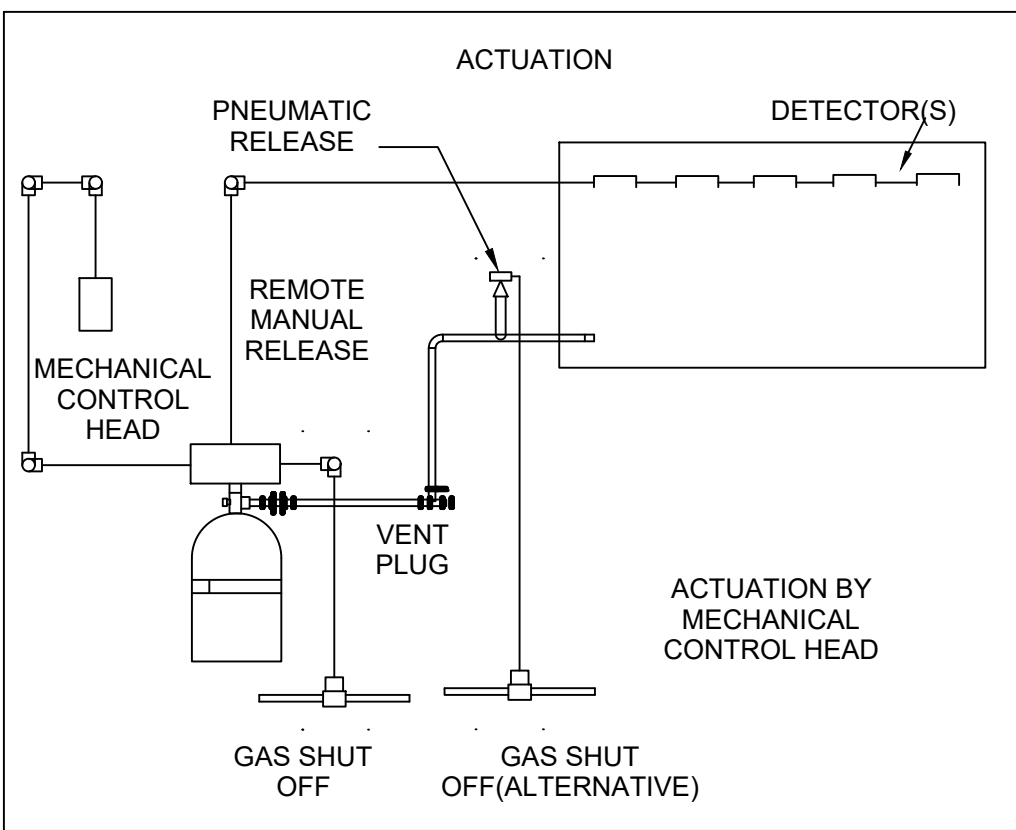 ACTUATION
PNEUMATIC
RELEASE
DETECTOR(S)
REMOTE
MANUAL
RELEASE
MECHANICAL
CONTROL
HEAD
VENT
PLUG
ACTUATION BY
MECHANICAL
CONTROL HEAD
GAS SHUT
OFF
GAS SHUT
OFF(ALTERNATIVE)